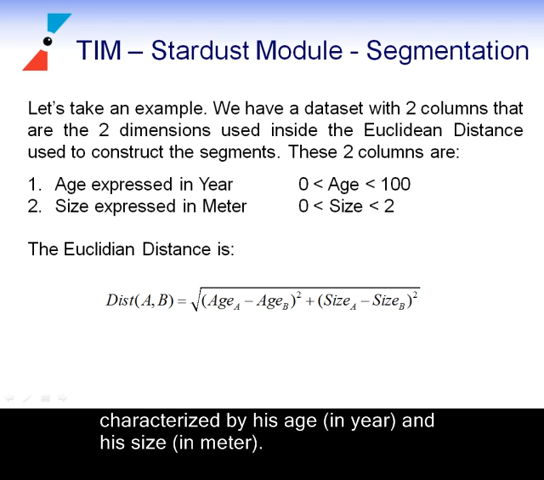 TIM – Stardust Module - Segmentation
Let's take an example. We have a dataset with 2 columns that
are the 2 dimensions used inside the Euclidean Distance
used to construct the segments. These 2 columns are:
1. Age expressed in Year 0 < Age < 100
2. Size expressed in Meter 0 < Size < 2
The Euclidian Distance is:
Dist(A, B) = √(Age_A – Age_B)² + (Size_A – Size_B)²
characterized by his age (in year) and
his size (in meter).